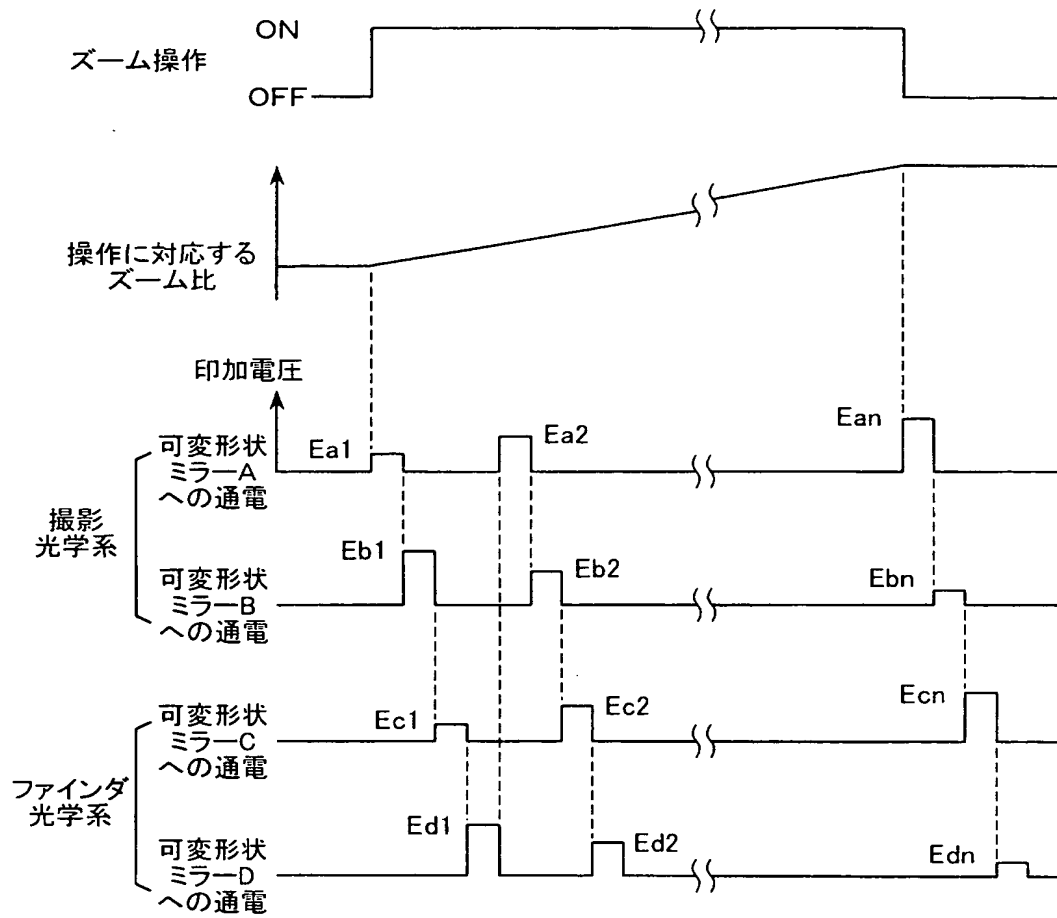 ON
ズーム操作
OFF
操作に対応する
ズーム比
印加電圧
可変形状
ミラーA
への通電
Ea1
Ea2
Ean
撮影
光学系
可変形状
ミラーB
への通電
Eb1
Eb2
Ebn
可変形状
ミラーC
への通電
Ec1
Ec2
Ecn
ファインダ
光学系
可変形状
ミラーD
への通電
Ed1
Ed2
Edn